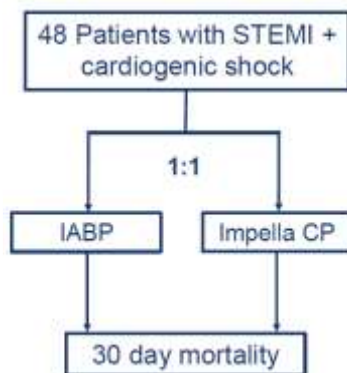 48 Patients with STEMI +
cardiogenic shock
1:1
IABP
Impella CP
30 day mortality